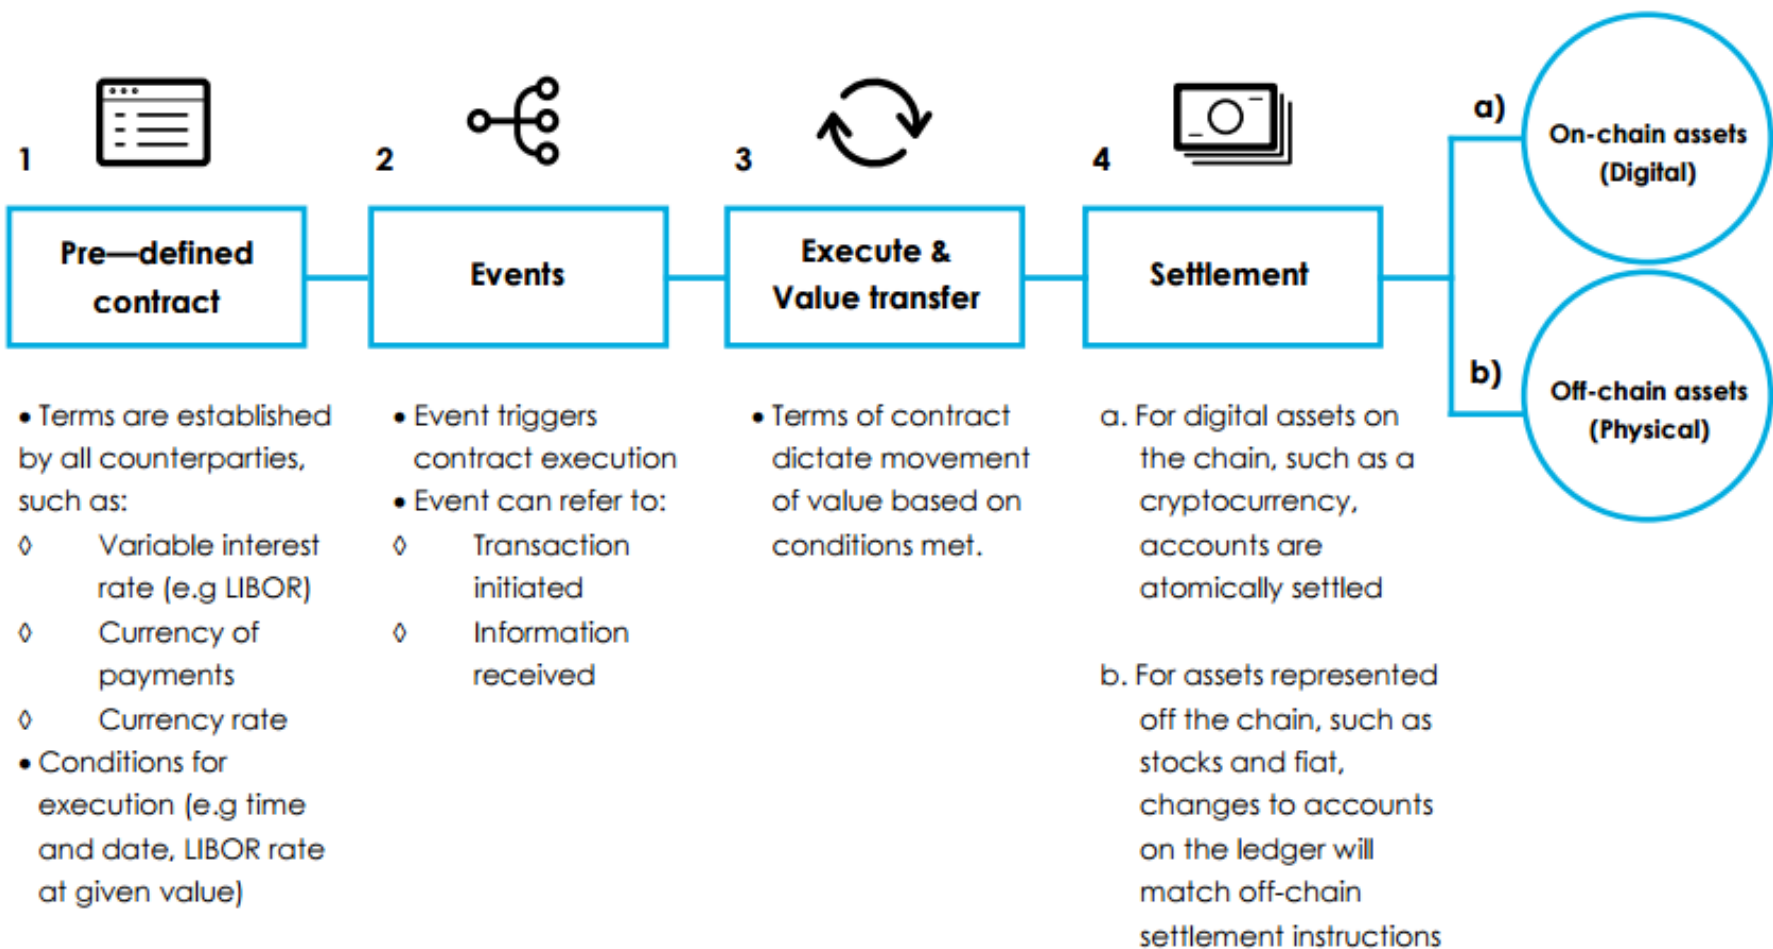 1
Pre—defined
contract
• Terms are established
by all counterparties,
such as:
◊ Variable interest
rate (e.g LIBOR)
◊ Currency of
payments
◊ Currency rate
• Conditions for
execution (e.g time
and date, LIBOR rate
at given value)
2
Events
• Event triggers
contract execution
• Event can refer to:
◊ Transaction
initiated
◊ Information
received
3
Execute &
Value transfer
• Terms of contract
dictate movement
of value based on
conditions met.
4
Settlement
a. For digital assets on
the chain, such as a
cryptocurrency,
accounts are
atomically settled
b. For assets represented
off the chain, such as
stocks and fiat,
changes to accounts
on the ledger will
match off-chain
settlement instructions
a)
On-chain assets
(Digital)
b)
Off-chain assets
(Physical)